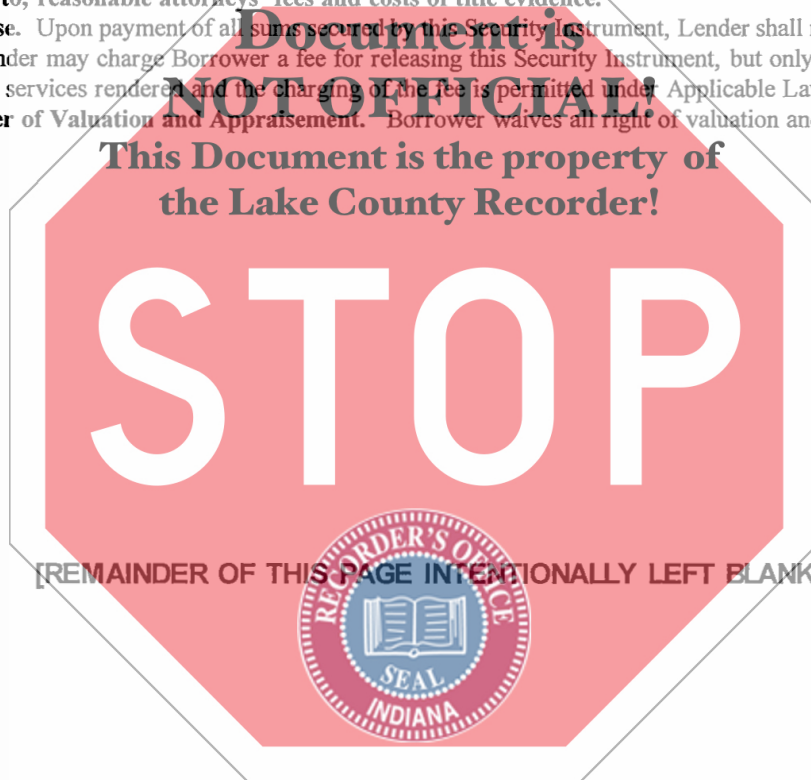 to, reasonable attorneys' fees and costs of title evidence.
se. Upon payment of all sums secured by this Security Instrument, Lender shall
nder may charge Borrower a fee for releasing this Security Instrument, but only
services rendered and the charging of the fee is permitted under Applicable La
er of Valuation and Appraisement. Borrower waives all right of valuation an
Document is
NOT OFFICIAL!
This Document is the property of
the Lake County Recorder!
STOP
[REMAINDER OF THIS PAGE INTENTIONALLY LEFT BLANK
RECORDER'S OFFICE
SEAL
INDIANA